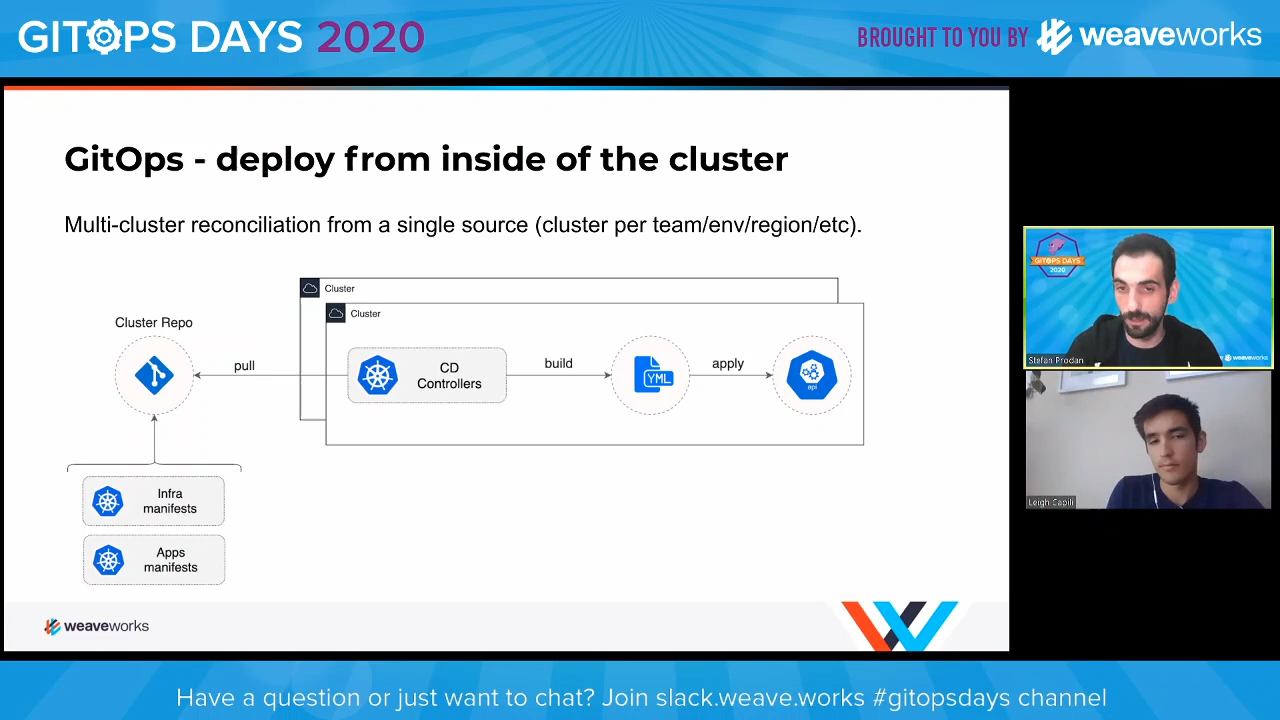 GITOPS DAYS 2020
BROUGHT TO YOU BY weaveworks
GitOps - deploy from inside of the cluster
Multi-cluster reconciliation from a single source (cluster per team/env/region/etc).
Cluster
Cluster
Cluster Repo
pull
CD
Controllers
build
YML
apply
api
Infra
manifests
Apps
manifests
weaveworks
GITOPS DAYS
2020
weaveworks
Stefan Prodan
Leigh Capili
Have a question or just want to chat? Join slack.weave.works #gitopsdays channel